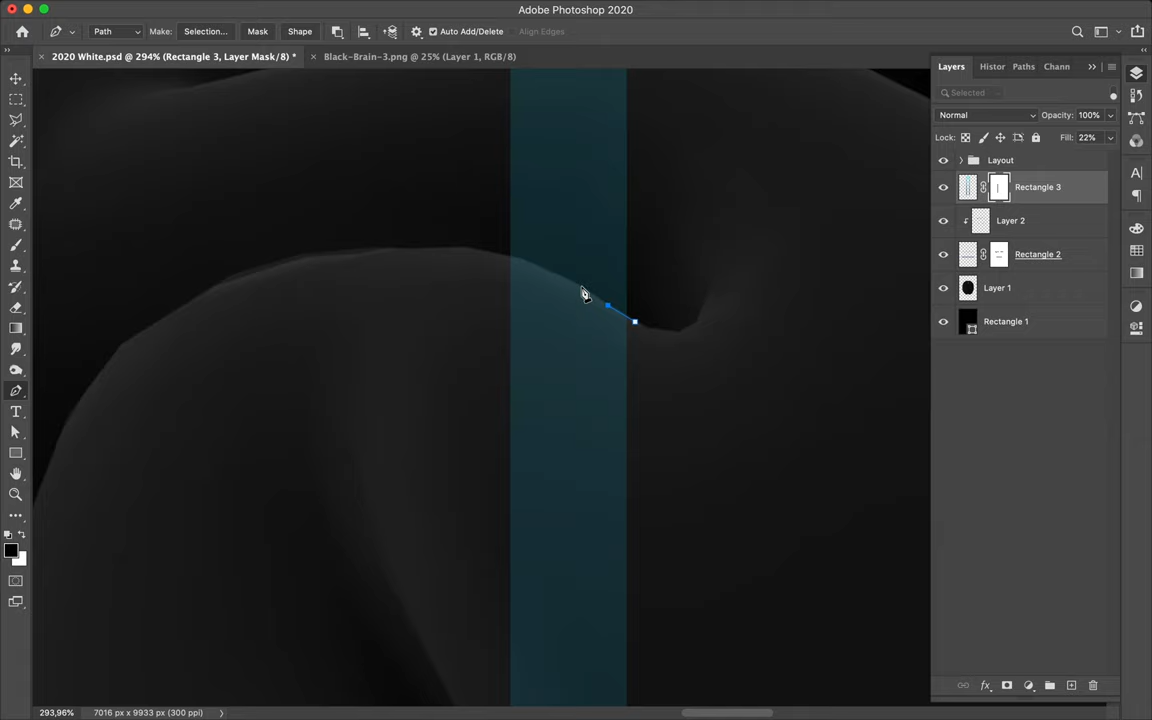 Adobe Photoshop 2020
Path Make: Selection... Mask Shape Auto Add/Delete Align Edges
2020 White.psd @ 294% (Rectangle 3, Layer Mask/8) * Black-Brain-3.png @ 25% (Layer 1, RGB/8)
Layers Histor Paths Chann
Selected
Normal Opacity: 100%
Lock: Fill: 22%
Layout
Rectangle 3
Layer 2
Rectangle 2
Layer 1
Rectangle 1
293,96% 7016 px x 9933 px (300 ppi)